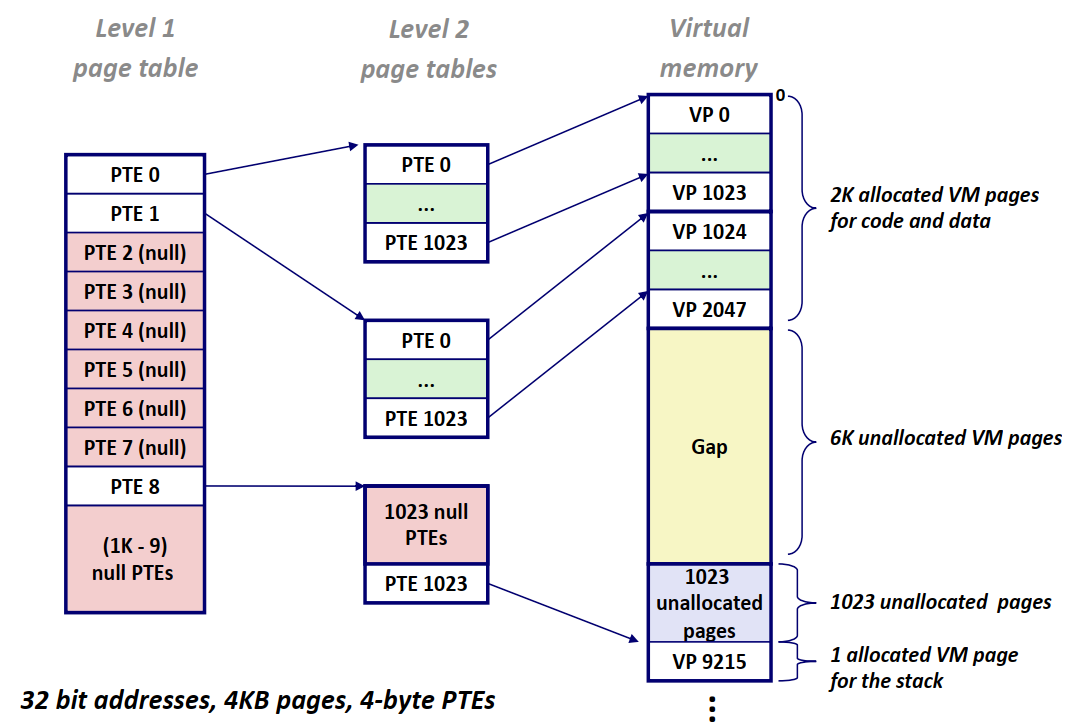 Level 1
page table
Level 2
page tables
Virtual
memory
PTE 0
PTE 1
PTE 2 (null)
PTE 3 (null)
PTE 4 (null)
PTE 5 (null)
PTE 6 (null)
PTE 7 (null)
PTE 8
(1K - 9)
null PTEs
PTE 0
...
PTE 1023
PTE 0
...
PTE 1023
1023 null
PTEs
PTE 1023
0
VP 0
...
VP 1023
VP 1024
...
VP 2047
Gap
1023
unallocated
pages
VP 9215
...
2K allocated VM pages
for code and data
6K unallocated VM pages
1023 unallocated pages
1 allocated VM page
for the stack
32 bit addresses, 4KB pages, 4-byte PTEs